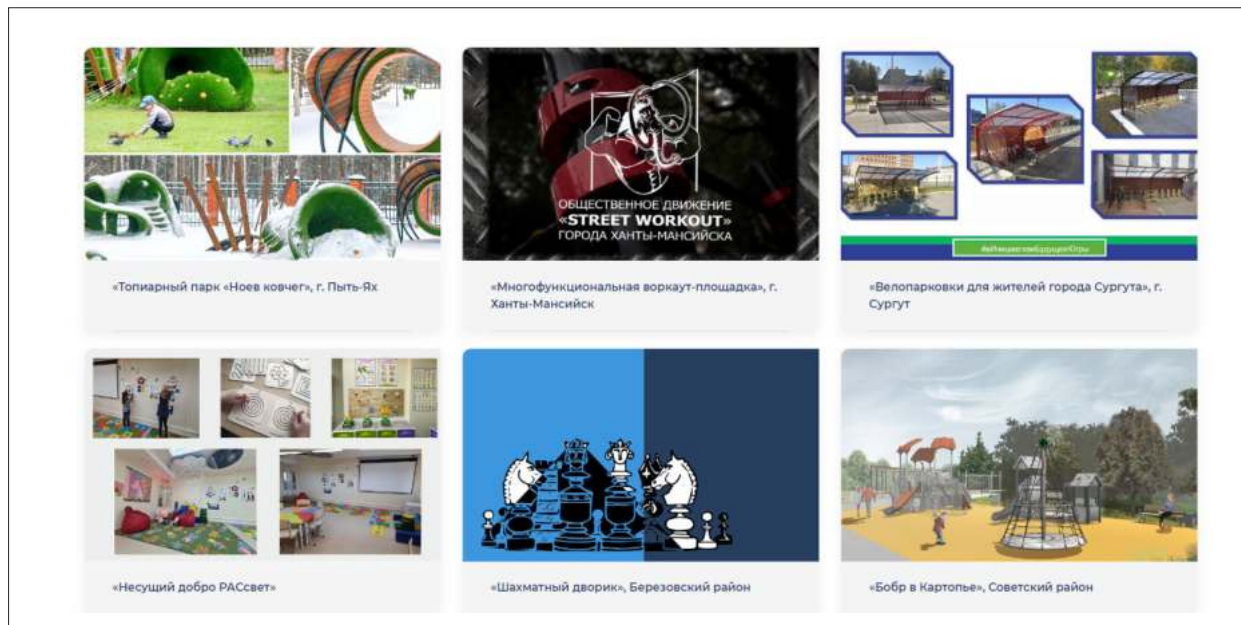 ОБЩЕСТВЕННОЕ ДВИЖЕНИЕ
«STREET WORKOUT»
ГОРОДА ХАНТЫ-МАНСИЙСКА
«Топиарный парк «Ноев ковчег», г. Пыть-Ях
«Многофункциональная воркаут-площадка», г.
Ханты-Мансийск
«Велопарковки для жителей города Сургута», г.
Сургут
«Несущий добро РАСсвет»
«Шахматный дворик», Березовский район
«Бобр в Картопье», Советский район